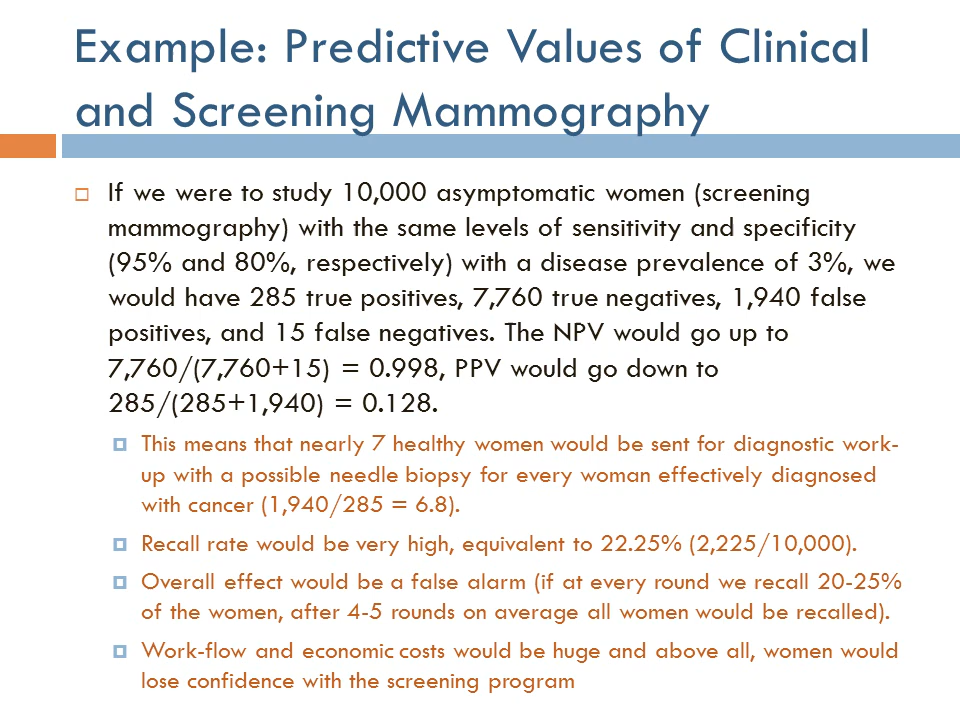 Example: Predictive Values of Clinical
and Screening Mammography
If we were to study 10,000 asymptomatic women (screening
mammography) with the same levels of sensitivity and specificity
(95% and 80%, respectively) with a disease prevalence of 3%, we
would have 285 true positives, 7,760 true negatives, 1,940 false
positives, and 15 false negatives. The NPV would go up to
7,760/(7,760+15) = 0.998, PPV would go down to
285/(285+1,940) = 0.128.
This means that nearly 7 healthy women would be sent for diagnostic work-
up with a possible needle biopsy for every woman effectively diagnosed
with cancer (1,940/285 = 6.8).
Recall rate would be very high, equivalent to 22.25% (2,225/10,000).
Overall effect would be a false alarm (if at every round we recall 20-25%
of the women, after 4-5 rounds on average all women would be recalled).
Work-flow and economic costs would be huge and above all, women would
lose confidence with the screening program